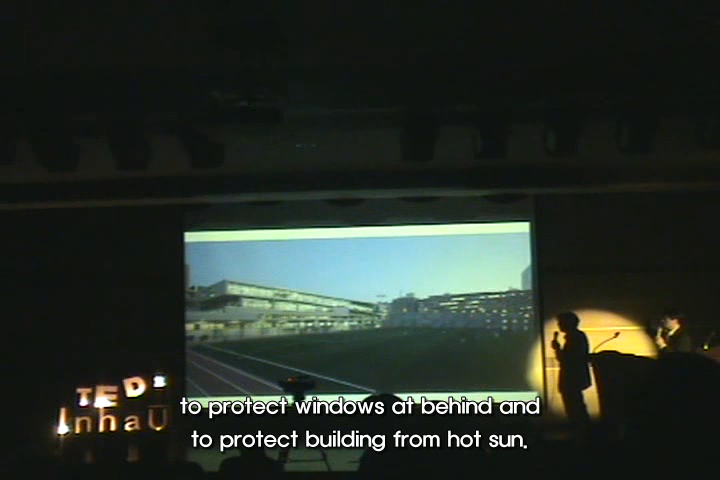 TEDx
InhaU
to protect windows at behind and
to protect building from hot sun.